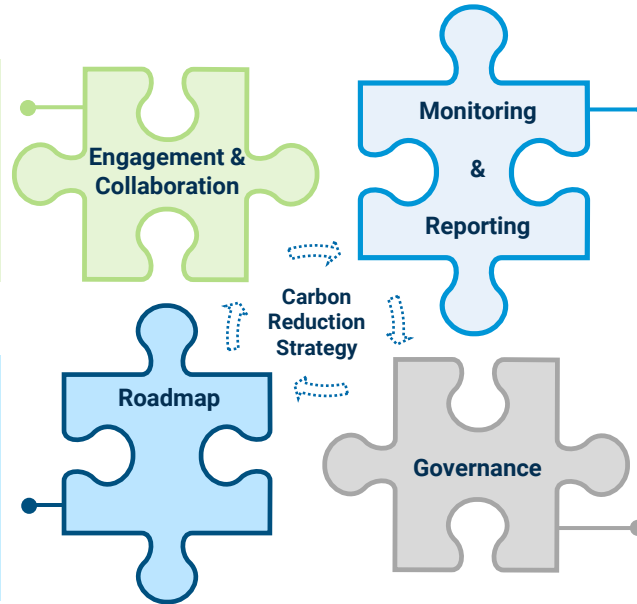 Engagement &
Collaboration
Monitoring
&
Reporting
Carbon
Reduction
Strategy
Roadmap
Governance